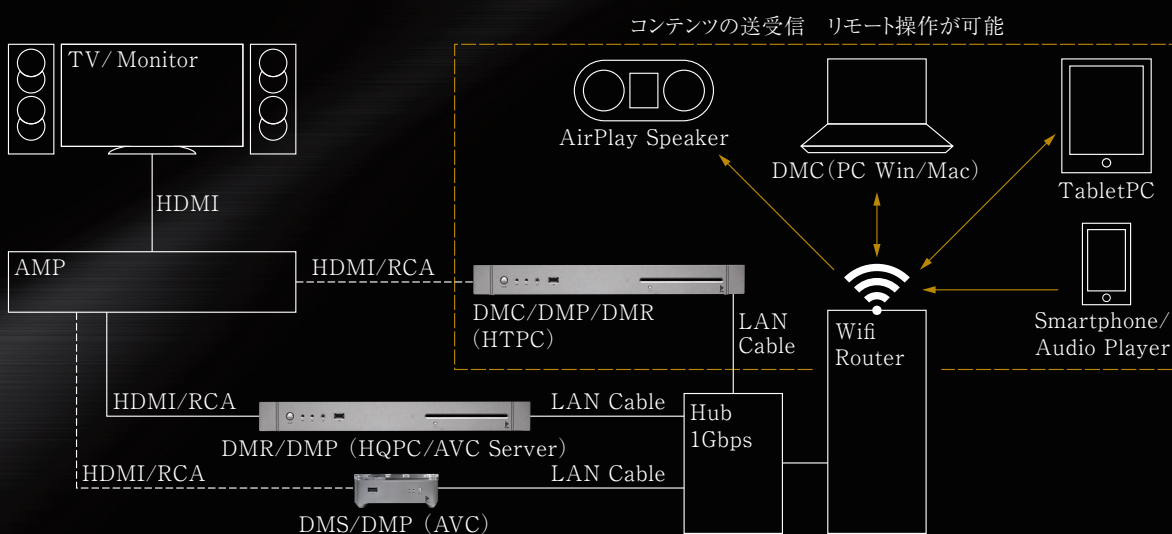 コンテンツの送受信　リモート操作が可能
TV/Monitor
AirPlay Speaker
DMC(PC Win/Mac)
TabletPC
HDMI
AMP
HDMI/RCA
DMC/DMP/DMR
(HTPC)
LAN
Cable
Wifi
Router
Smartphone/
Audio Player
HDMI/RCA
LAN Cable
Hub
1Gbps
DMR/DMP (HQPC/AVC Server)
HDMI/RCA
LAN Cable
DMS/DMP (AVC)